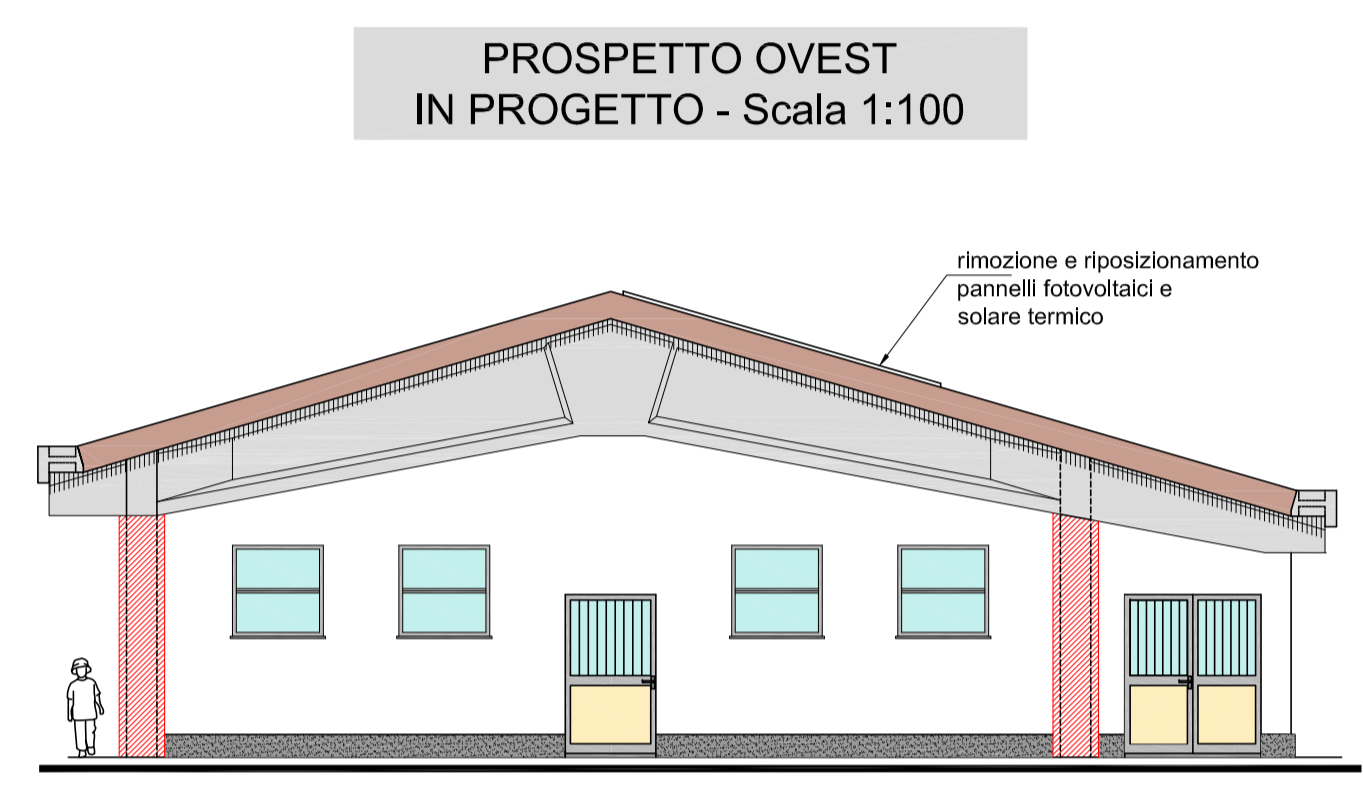 PROSPETTO OVEST
IN PROGETTO - Scala 1:100
rimozione e riposizionamento
pannelli fotovoltaici e
solare termico